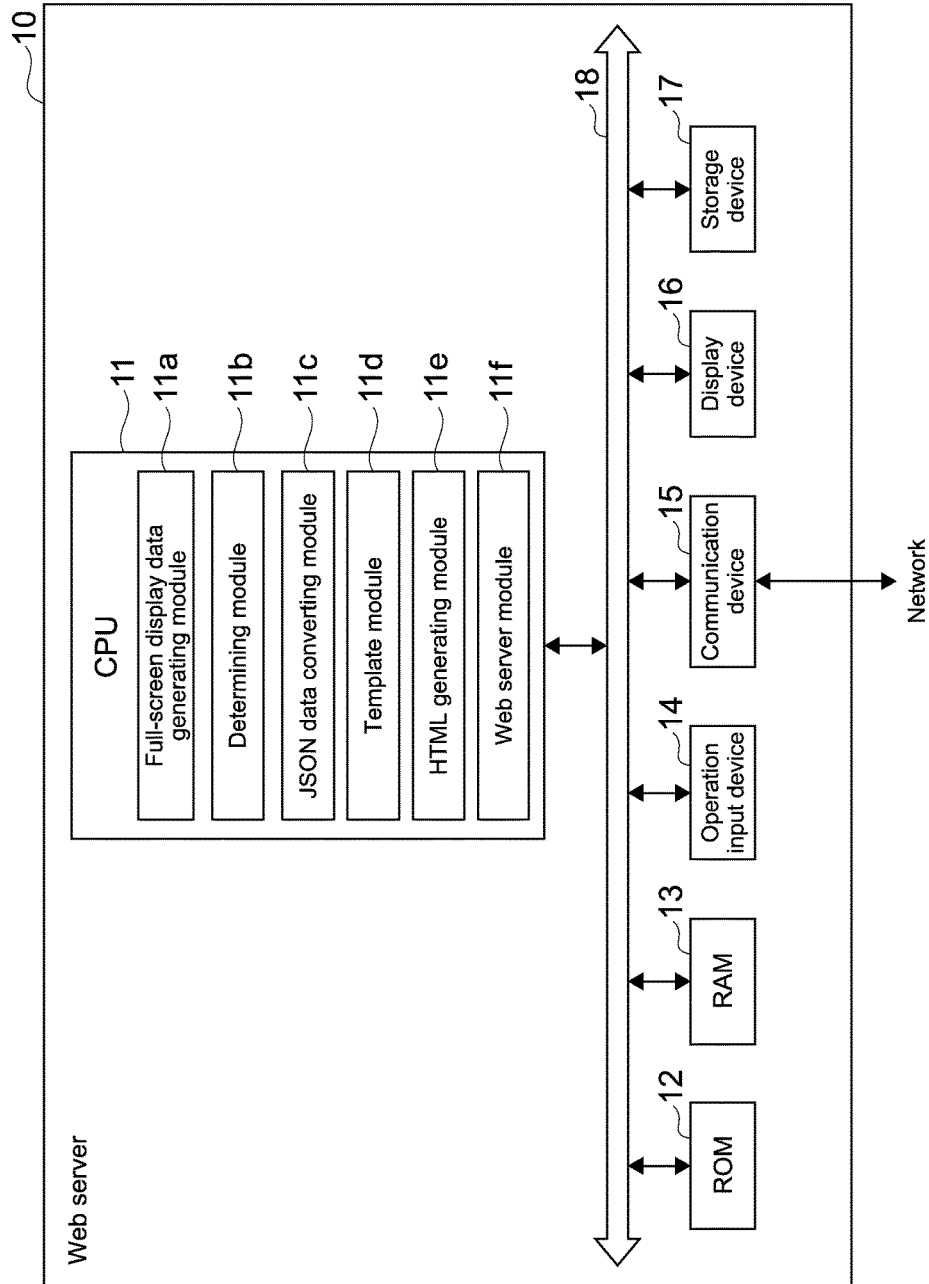 10
Web server
11
CPU
11a
Full-screen display data
generating module
11b
Determining module
11c
JSON data converting module
11d
Template module
11e
HTML generating module
11f
Web server module
18
12
ROM
13
RAM
14
Operation
input device
15
Communication
device
16
Display
device
17
Storage
device
Network